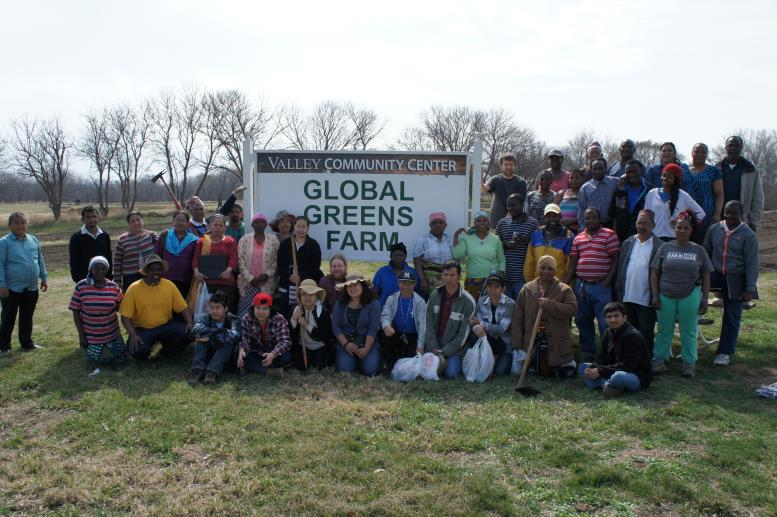 VALLEY COMMUNITY CENTER
GLOBAL
GREENS
FARM